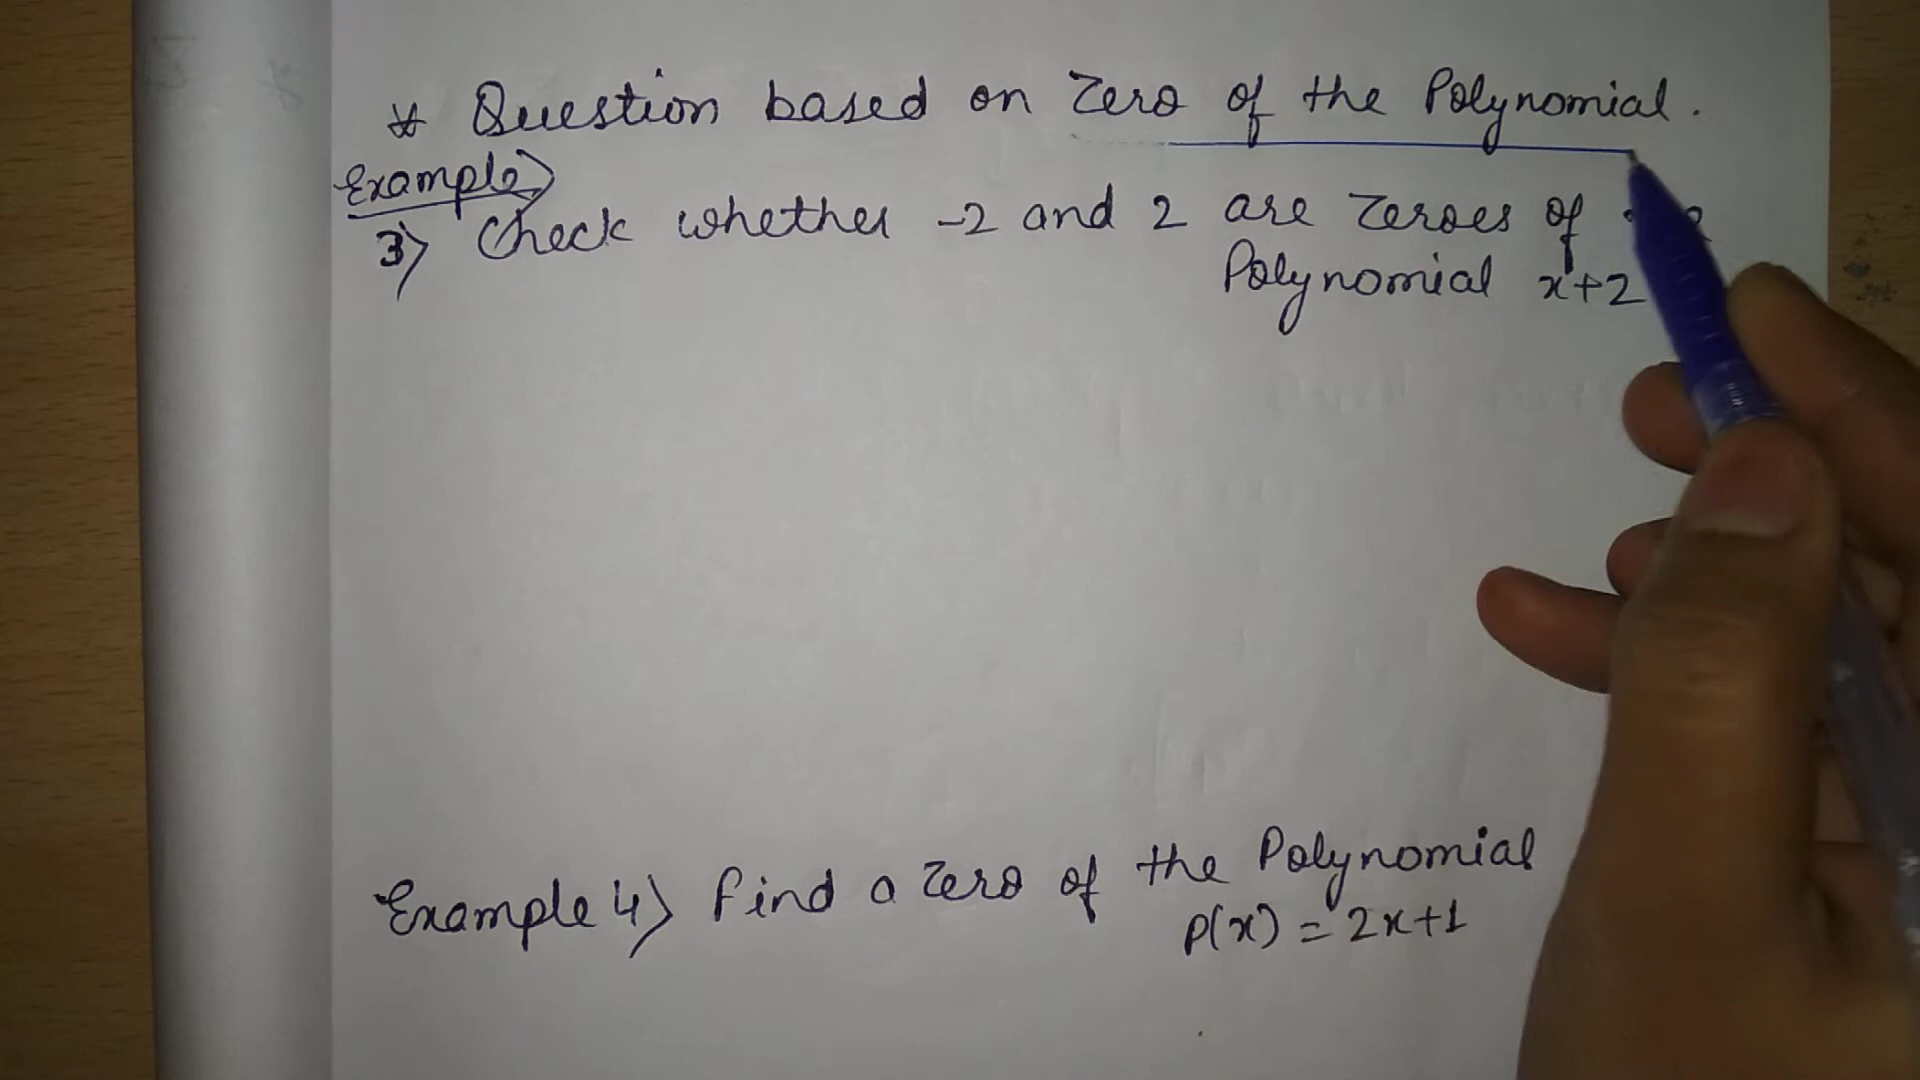 * Question based on Zero of the Polynomial.
Example
3) Check whether -2 and 2 are zeroes of
Polynomial x+2
Example 4) Find a zero of the Polynomial
P(x) = 2x+1